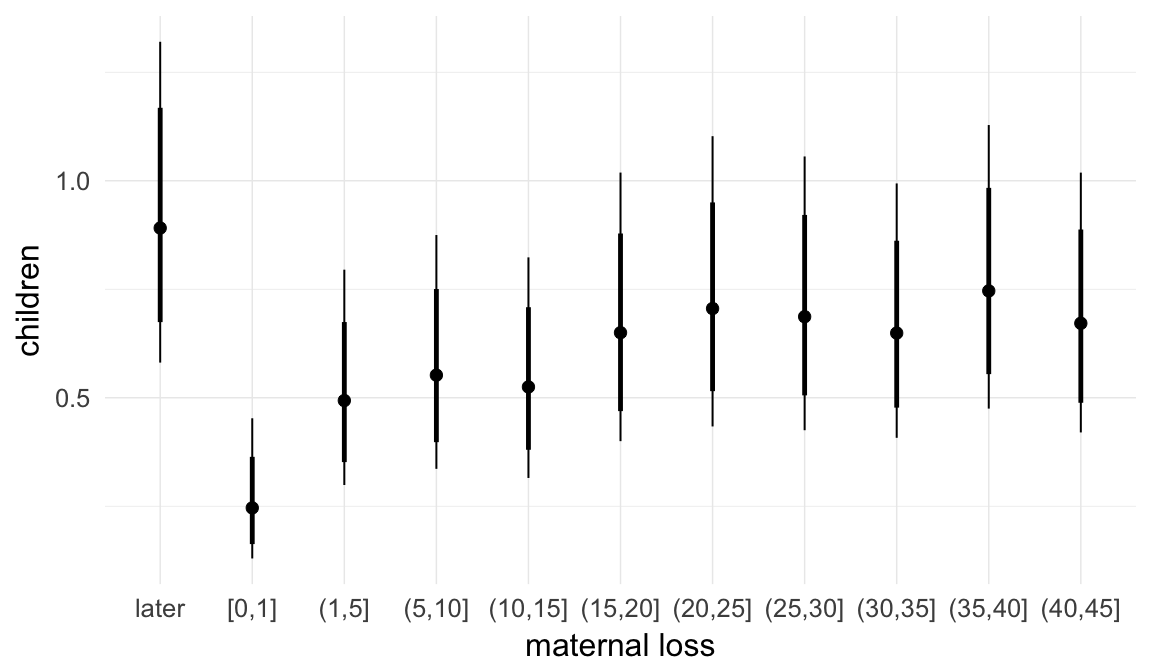 children
1.0
0.5
later [0,1] (1,5] (5,10] (10,15] (15,20] (20,25] (25,30] (30,35] (35,40] (40,45]
maternal loss